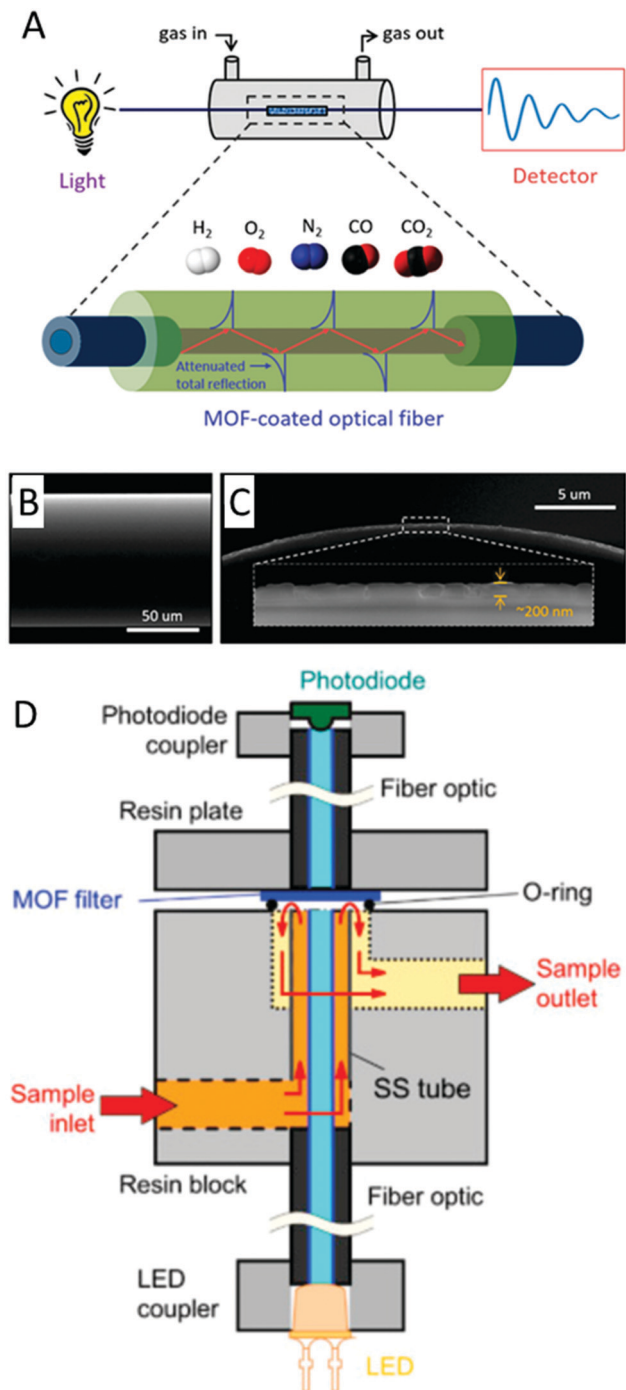 A
gas in
gas out
Light
Detector
H2
O2
N2
CO
CO2
Attenuated
total reflection
MOF-coated optical fiber
B
50 um
C
5 um
~200 nm
D
Photodiode
Photodiode
coupler
Fiber optic
Resin plate
MOF filter
O-ring
Sample
outlet
SS tube
Sample
inlet
Resin block
Fiber optic
LED
coupler
LED